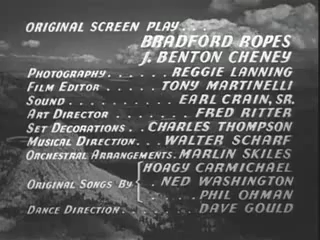 ORIGINAL SCREEN PLAY...
BRADFORD ROPES
J. BENTON CHENEY
PHOTOGRAPHY...... REGGIE LANNING
FILM EDITOR..... TONY MARTINELLI
SOUND........ EARL CRAIN, SR.
ART DIRECTOR...... FRED RITTER
SET DECORATIONS.. CHARLES THOMPSON
MUSICAL DIRECTION... WALTER SCHARF
ORCHESTRAL ARRANGEMENTS. MARLIN SKILES
HOAGY CARMICHAEL
ORIGINAL SONGS BY NED WASHINGTON
PHIL OHMAN
DANCE DIRECTION..... DAVE GOULD